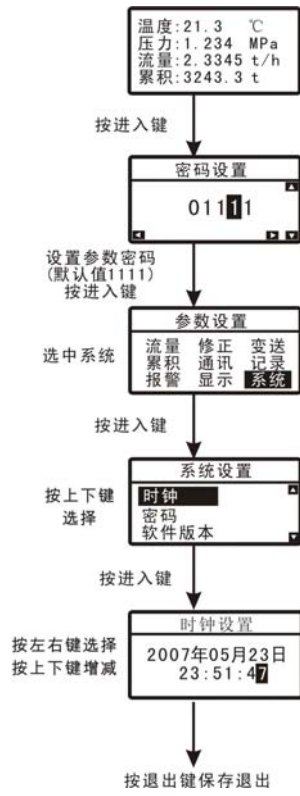 温度:21.3 ℃
压力:1.234 MPa
流量:2.3345 t/h
累积:3243.3 t
按进入键
密码设置
01111
设置参数密码
(默认值1111)
按进入键
参数设置
选中系统
流量 修正 变送
累积 通讯 记录
报警 显示 系统
按进入键
系统设置
按上下键
选择
时钟
密码
软件版本
按进入键
时钟设置
按左右键选择
按上下键增减
2007年05月23日
23:51:47
按退出键保存退出